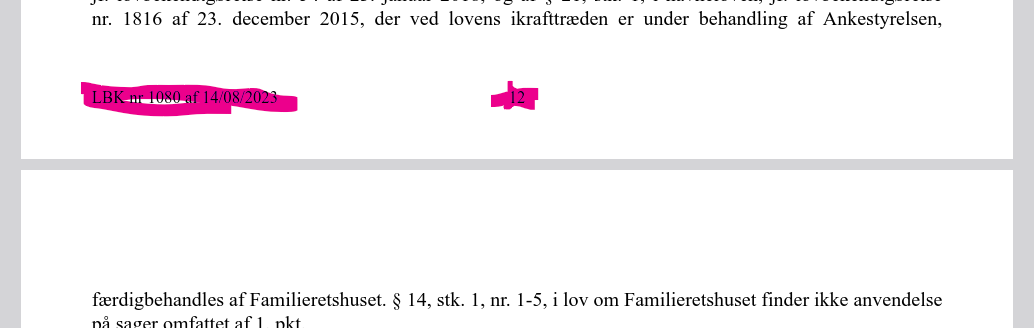 nr. 1816 af 23. december 2015, der ved lovens ikrafttræden er under behandling af Ankestyrelsen,
LBK nr 1080 af 14/08/2023 12
færdigbehandles af Familieretshuset. § 14, stk. 1, nr. 1-5, i lov om Familieretshuset finder ikke anvendelse
på sager omfattet af 1. pkt.